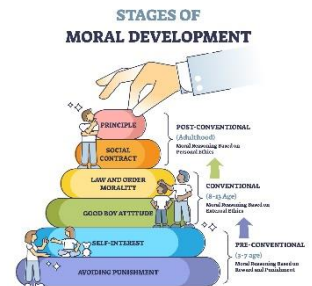 STAGES OF
MORAL DEVELOPMENT
PRINCIPLE
SOCIAL
CONTRACT
LAW AND ORDER
MORALITY
GOOD BOY ATTITUDE
SELF-INTEREST
AVOIDING PUNISHMENT
POST-CONVENTIONAL
(Adulthood)
Moral Reasoning Based on
Personal Ethics
CONVENTIONAL
(8-13 Age)
Moral Reasoning Based on
External Ethics
PRE-CONVENTIONAL
(3-7 age)
Moral Reasoning Based on
Reward and Punishment